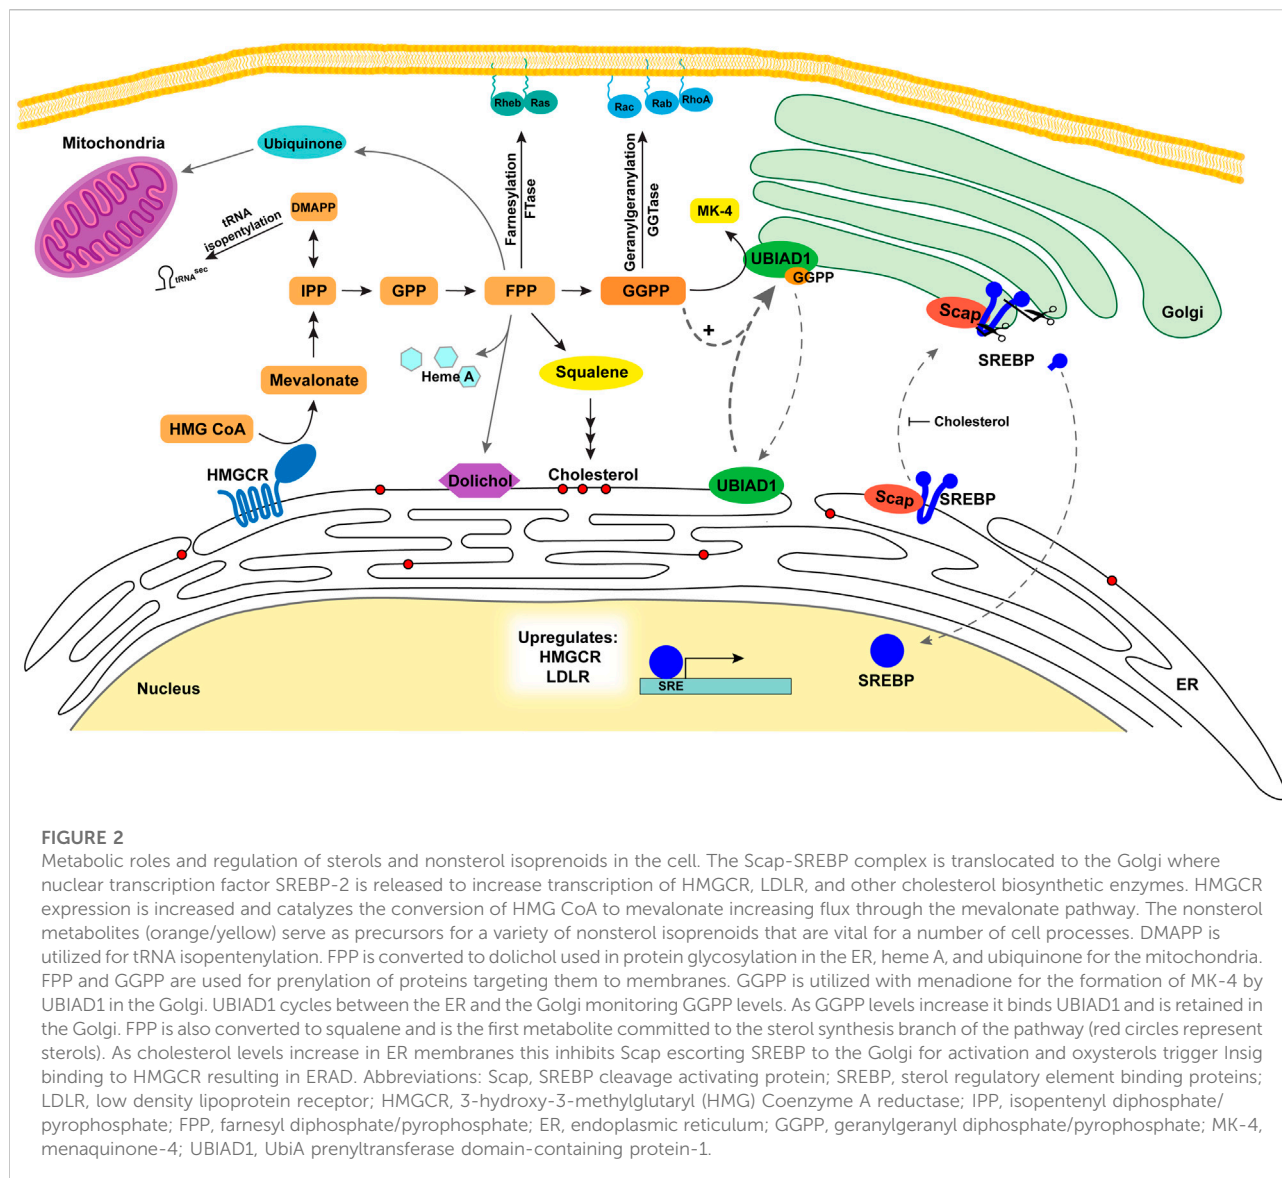 Rheb
Ras
Rac
Rab
RhoA
Mitochondria
Ubiquinone
Farnesylation
FTase
Geranylgeranylation
GGTase
DMAPP
tRNA
isopentylation
tRNAsec
MK-4
UBIAD1
GGPP
IPP
GPP
FPP
GGPP
+
Golgi
Scap
SREBP
Heme A
Squalene
Mevalonate
HMG CoA
HMGCR
Dolichol
Cholesterol
UBIAD1
Cholesterol
Scap
SREBP
Upregulates:
HMGCR
LDLR
SRE
SREBP
Nucleus
ER
FIGURE 2
Metabolic roles and regulation of sterols and nonsterol isoprenoids in the cell. The Scap-SREBP complex is translocated to the Golgi where
nuclear transcription factor SREBP-2 is released to increase transcription of HMGCR, LDLR, and other cholesterol biosynthetic enzymes. HMGCR
expression is increased and catalyzes the conversion of HMG CoA to mevalonate increasing flux through the mevalonate pathway. The nonsterol
metabolites (orange/yellow) serve as precursors for a variety of nonsterol isoprenoids that are vital for a number of cell processes. DMAPP is
utilized for tRNA isopentenylation. FPP is converted to dolichol used in protein glycosylation in the ER, heme A, and ubiquinone for the mitochondria.
FPP and GGPP are used for prenylation of proteins targeting them to membranes. GGPP is utilized with menadione for the formation of MK-4 by
UBIAD1 in the Golgi. UBIAD1 cycles between the ER and the Golgi monitoring GGPP levels. As GGPP levels increase it binds UBIAD1 and is retained in
the Golgi. FPP is also converted to squalene and is the first metabolite committed to the sterol synthesis branch of the pathway (red circles represent
sterols). As cholesterol levels increase in ER membranes this inhibits Scap escorting SREBP to the Golgi for activation and oxysterols trigger Insig
binding to HMGCR resulting in ERAD. Abbreviations: Scap, SREBP cleavage activating protein; SREBP, sterol regulatory element binding proteins;
LDLR, low density lipoprotein receptor; HMGCR, 3-hydroxy-3-methylglutaryl (HMG) Coenzyme A reductase; IPP, isopentenyl diphosphate/
pyrophosphate; FPP, farnesyl diphosphate/pyrophosphate; ER, endoplasmic reticulum; GGPP, geranylgeranyl diphosphate/pyrophosphate; MK-4,
menaquinone-4; UBIAD1, UbiA prenyltransferase domain-containing protein-1.